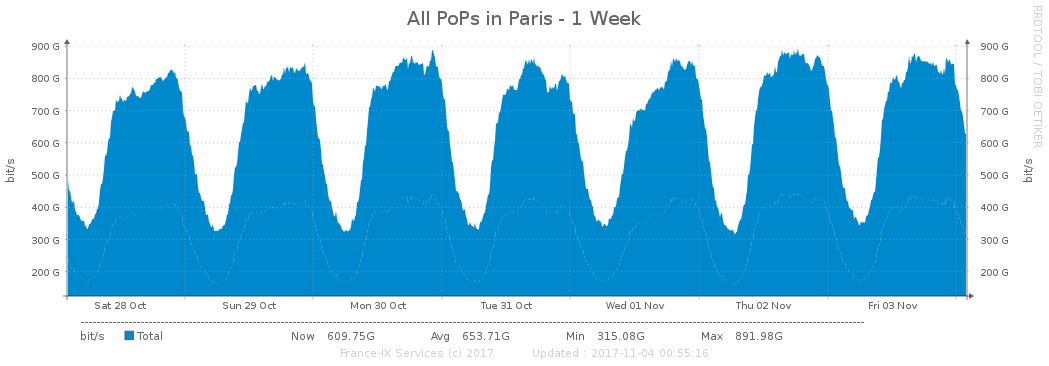 All PoPs in Paris - 1 Week
RRDTOOL / TOBI OETIKER
900 G 900 G
800 G 800 G
700 G 700 G
600 G 600 G
500 G 500 G
400 G 400 G
300 G 300 G
200 G 200 G
bit/s bit/s
Sat 28 Oct Sun 29 Oct Mon 30 Oct Tue 31 Oct Wed 01 Nov Thu 02 Nov Fri 03 Nov
bit/s Total Now 609.75G Avg 653.71G Min 315.08G Max 891.98G
France-IX Services (c) 2017 Updated : 2017-11-04 00:55:16